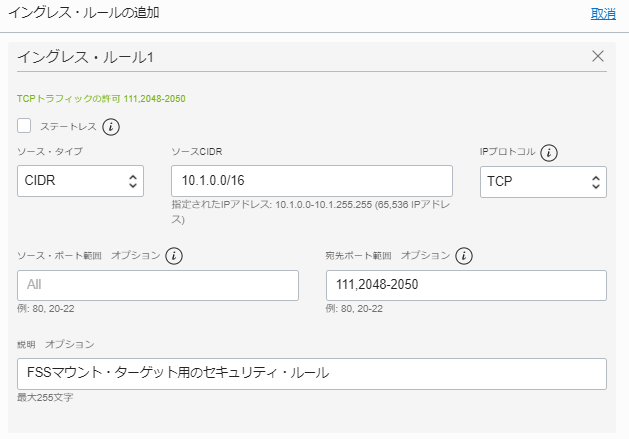 イングレス・ルールの追加 取消
イングレス・ルール1
TCPトラフィックの許可 111,2048-2050
ステートレス i
ソース・タイプ ソースCIDR IPプロトコル i
CIDR 10.1.0.0/16 TCP
指定されたIPアドレス: 10.1.0.0-10.1.255.255 (65,536 IPアドレ
ス)
ソース・ポート範囲 オプション i 宛先ポート範囲 オプション i
All 111,2048-2050
例: 80, 20-22 例: 80, 20-22
説明 オプション
FSSマウント・ターゲット用のセキュリティ・ルール
最大255文字